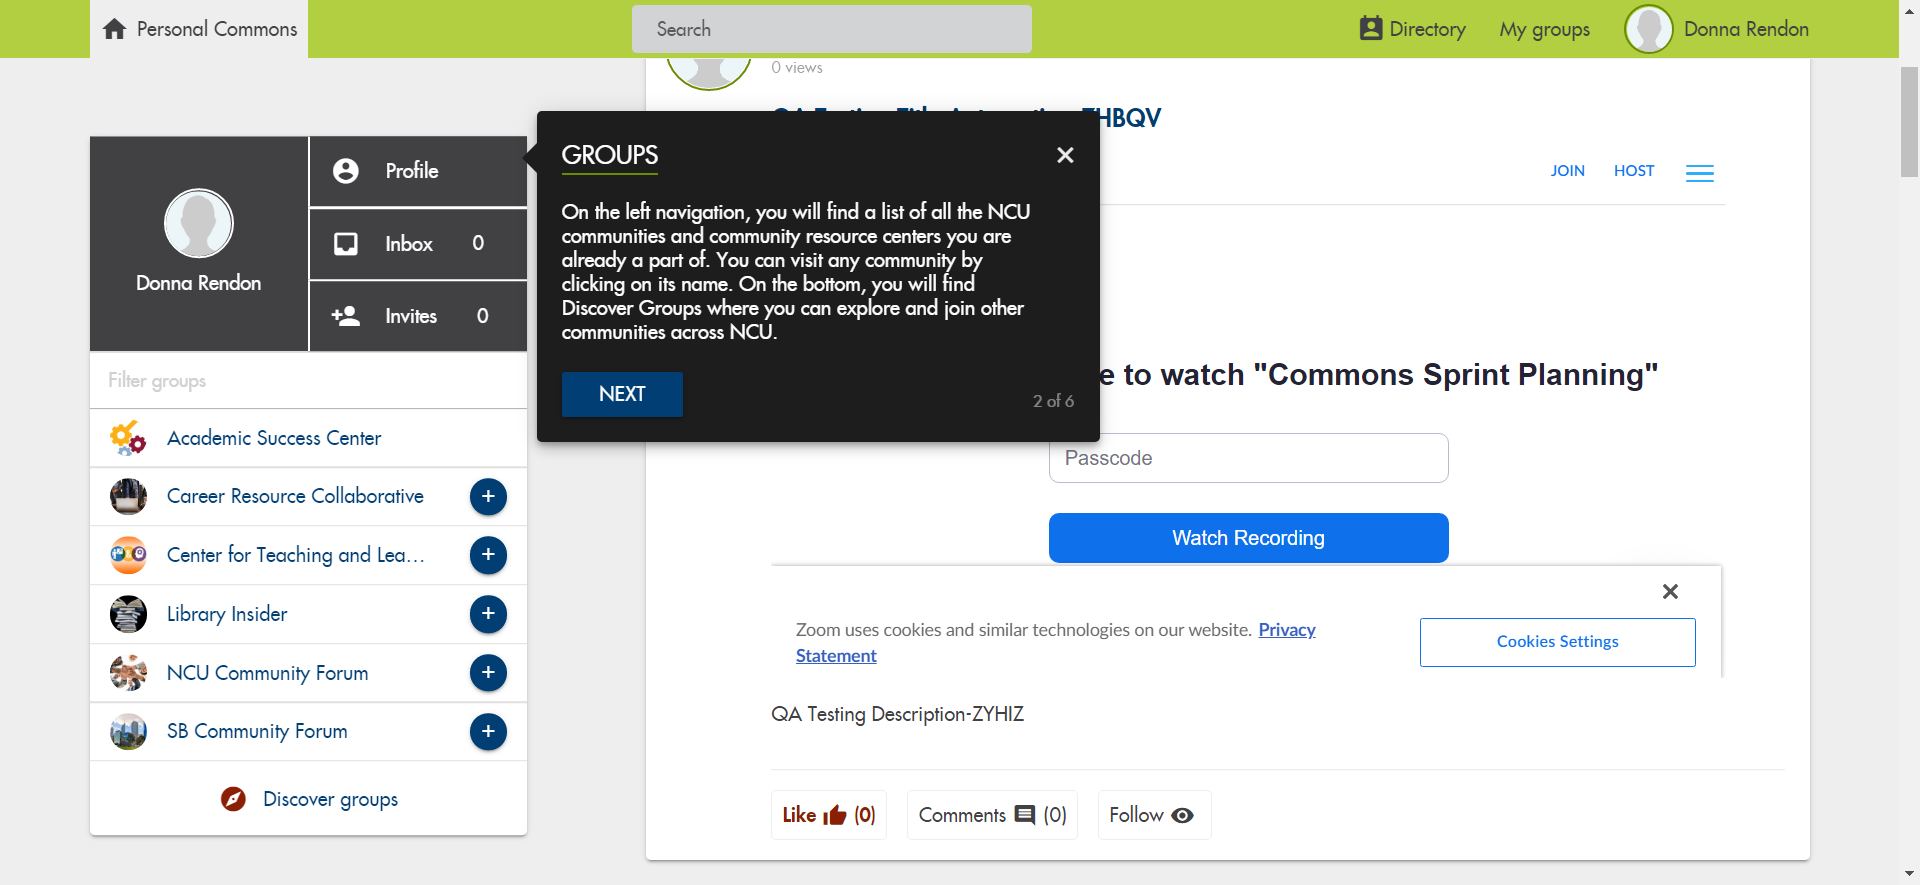 Personal Commons
Search
Directory
My groups
Donna Rendon
Donna Rendon
Profile
Inbox 0
Invites 0
Filter groups
Academic Success Center
Career Resource Collaborative
+
Center for Teaching and Lea…
+
Library Insider
+
NCU Community Forum
+
SB Community Forum
+
Discover groups
GROUPS
On the left navigation, you will find a list of all the NCU
communities and community resource centers you are
already a part of. You can visit any community by
clicking on its name. On the bottom, you will find
Discover Groups where you can explore and join other
communities across NCU.
NEXT
2 of 6
0 views
HBQV
JOIN
HOST
e to watch "Commons Sprint Planning"
Passcode
Watch Recording
Zoom uses cookies and similar technologies on our website. Privacy
Statement
Cookies Settings
QA Testing Description-ZYHIZ
Like (0)
Comments (0)
Follow